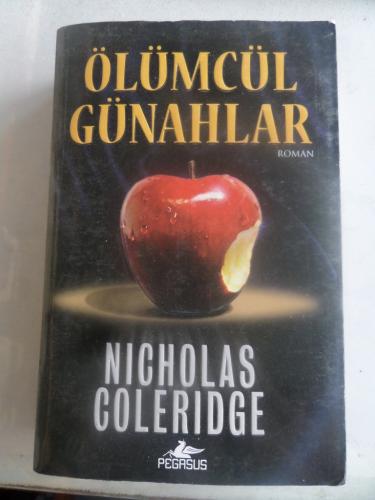 ÖLÜMCÜL
GÜNAHLAR
ROMAN
NICHOLAS
COLERIDGE
PEGASUS